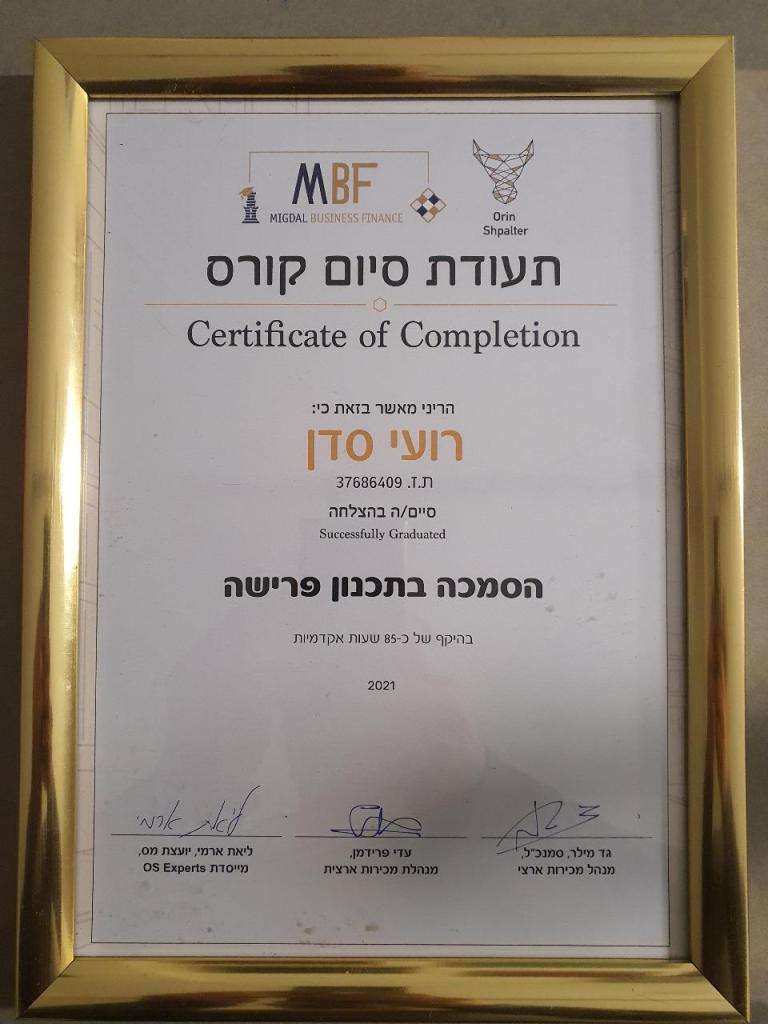 MBF
MIGDAL BUSINESS FINANCE
Orin
Shpalter
תעודת סיום קורס
Certificate of Completion
הריני מאשר בזאת כי:
רועי סדן
ת.ז. 37686409
סיים/ה בהצלחה
Successfully Graduated
הסמכה בתכנון פרישה
בהיקף של כ-85 שעות אקדמיות
2021
גד מילר, סמנכ"ל,
מנהל מכירות ארצי
עדי פרידמן,
מנהלת מכירות ארצית
ליאת ארמי
ליאת ארמי, יועצת מס,
מייסדת OS Experts